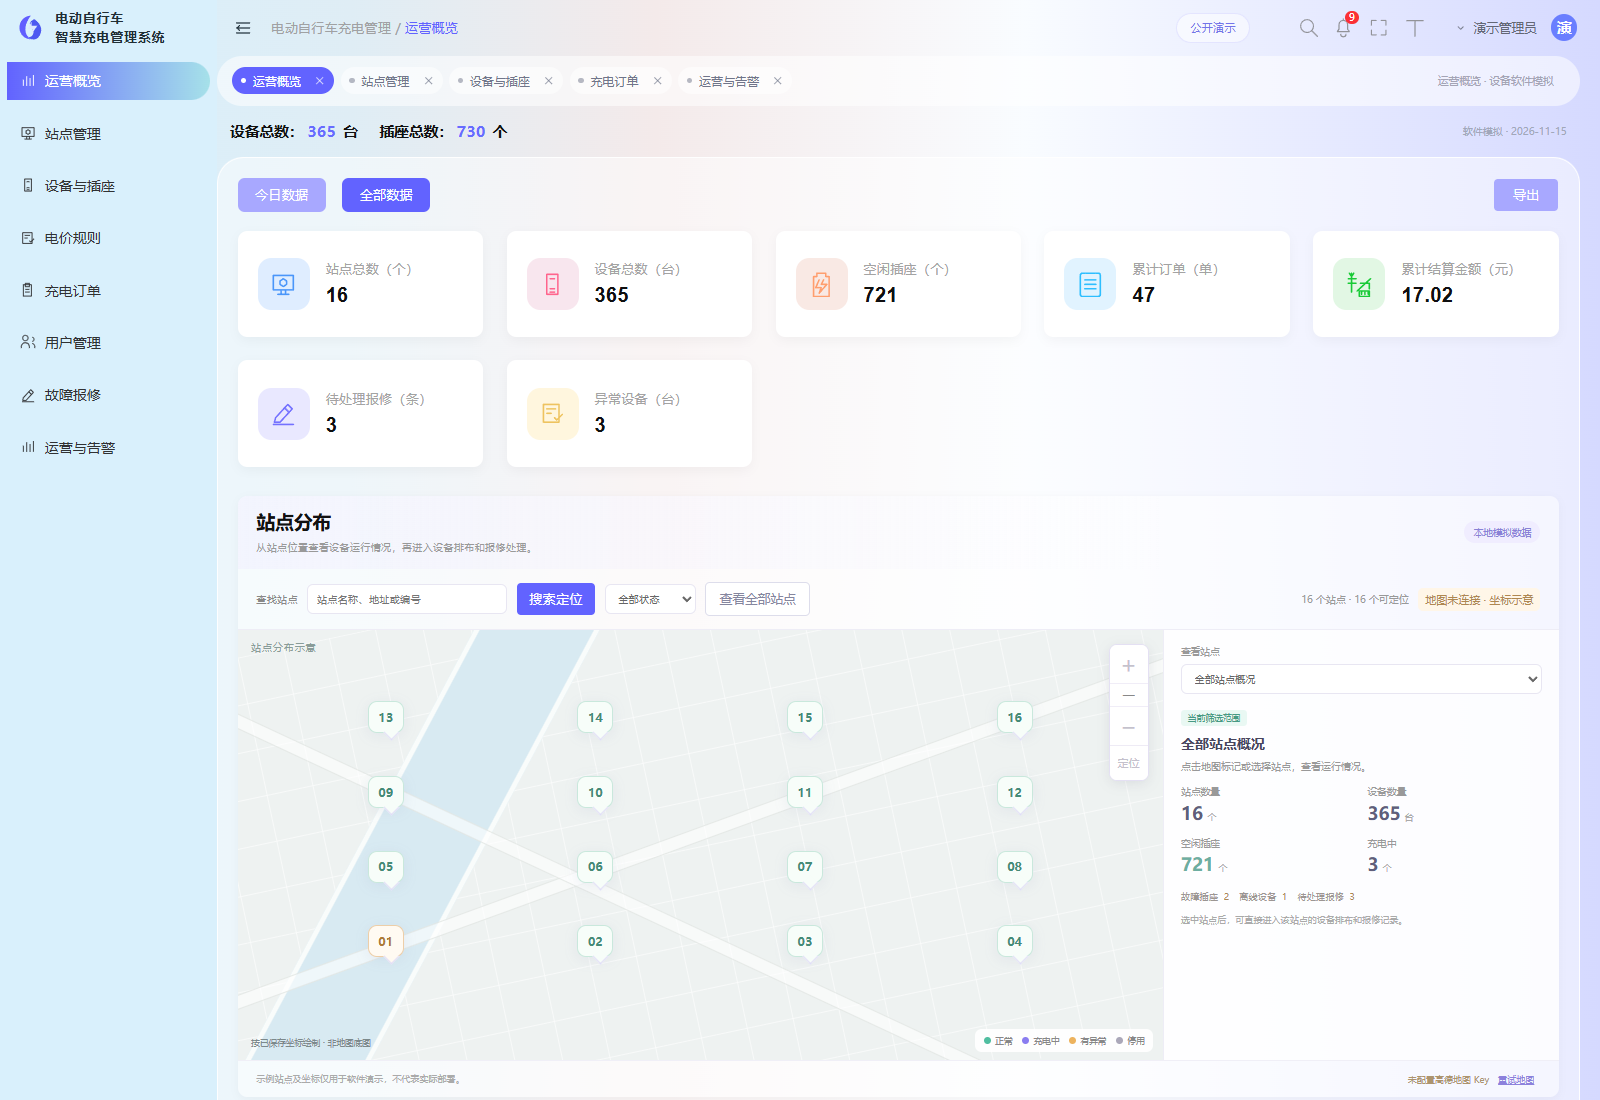 电动自行车
智慧充电管理系统
电动自行车充电管理 / 运营概览
公开演示
9
演示管理员
演
运营概览
站点管理
设备与插座
电价规则
充电订单
用户管理
故障报修
运营与告警
运营概览 ×
站点管理 ×
设备与插座 ×
充电订单 ×
运营与告警 ×
运营概览 · 设备软件模拟
设备总数： 365 台 插座总数： 730 个
软件模拟 · 2026-11-15
今日数据
全部数据
导出
站点总数（个）
16
设备总数（台）
365
空闲插座（个）
721
累计订单（单）
47
累计结算金额（元）
17.02
待处理报修（条）
3
异常设备（台）
3
站点分布
从站点位置查看设备运行情况，再进入设备排布和报修处理。
本地模拟数据
查找站点
站点名称、地址或编号
搜索定位
全部状态
查看全部站点
16 个站点 · 16 个可定位
地图未连接 · 坐标示意
站点分布示意
13
14
15
16
09
10
11
12
05
06
07
08
01
02
03
04
+
—
−
定位
按已保存坐标绘制 · 非地图底图
正常 充电中 有异常 停用
查看站点
全部站点概况
当前筛选范围
全部站点概况
点击地图标记或选择站点，查看运行情况。
站点数量
16 个
设备数量
365 台
空闲插座
721 个
充电中
3 个
故障插座 2 离线设备 1 待处理报修 3
选中站点后，可直接进入该站点的设备排布和报修记录。
示例站点及坐标仅用于软件演示，不代表实际部署。
未配置高德地图 Key 重试地图